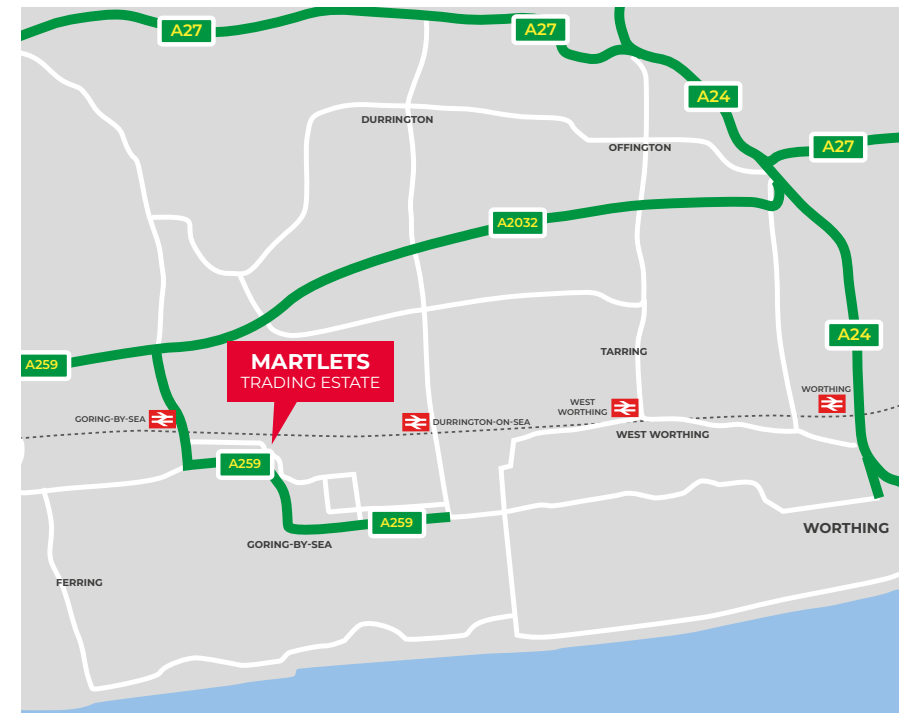 A27
A27
A24
DURRINGTON
OFFINGTON
A27
A2032
A24
MARTLETS
TRADING ESTATE
TARRING
A259
WORTHING
WEST
WORTHING
GORING-BY-SEA
DURRINGTON-ON-SEA
WEST WORTHING
A259
A259
WORTHING
GORING-BY-SEA
FERRING